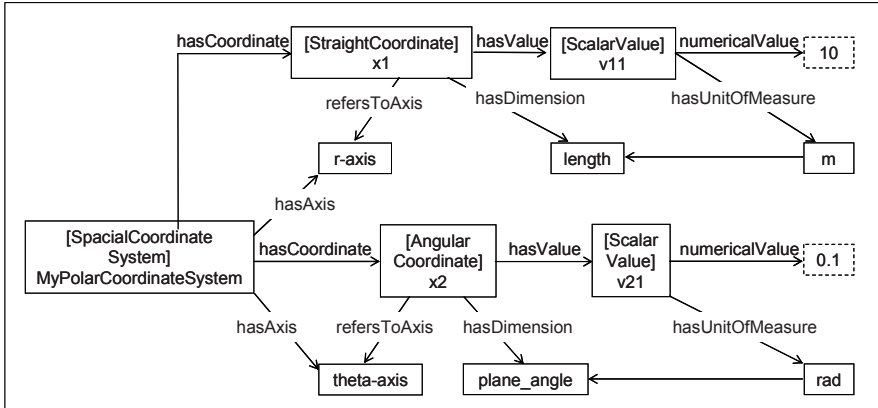 hasCoordinate
[StraightCoordinate]
x1
hasValue
[ScalarValue]
v11
numericalValue
10
refersToAxis
hasDimension
hasUnitOfMeasure
r-axis
length
m
hasAxis
[SpacialCoordinate
System]
MyPolarCoordinateSystem
hasCoordinate
[Angular
Coordinate]
x2
hasValue
[Scalar
Value]
v21
numericalValue
0.1
hasAxis
refersToAxis
hasDimension
hasUnitOfMeasure
theta-axis
plane_angle
rad